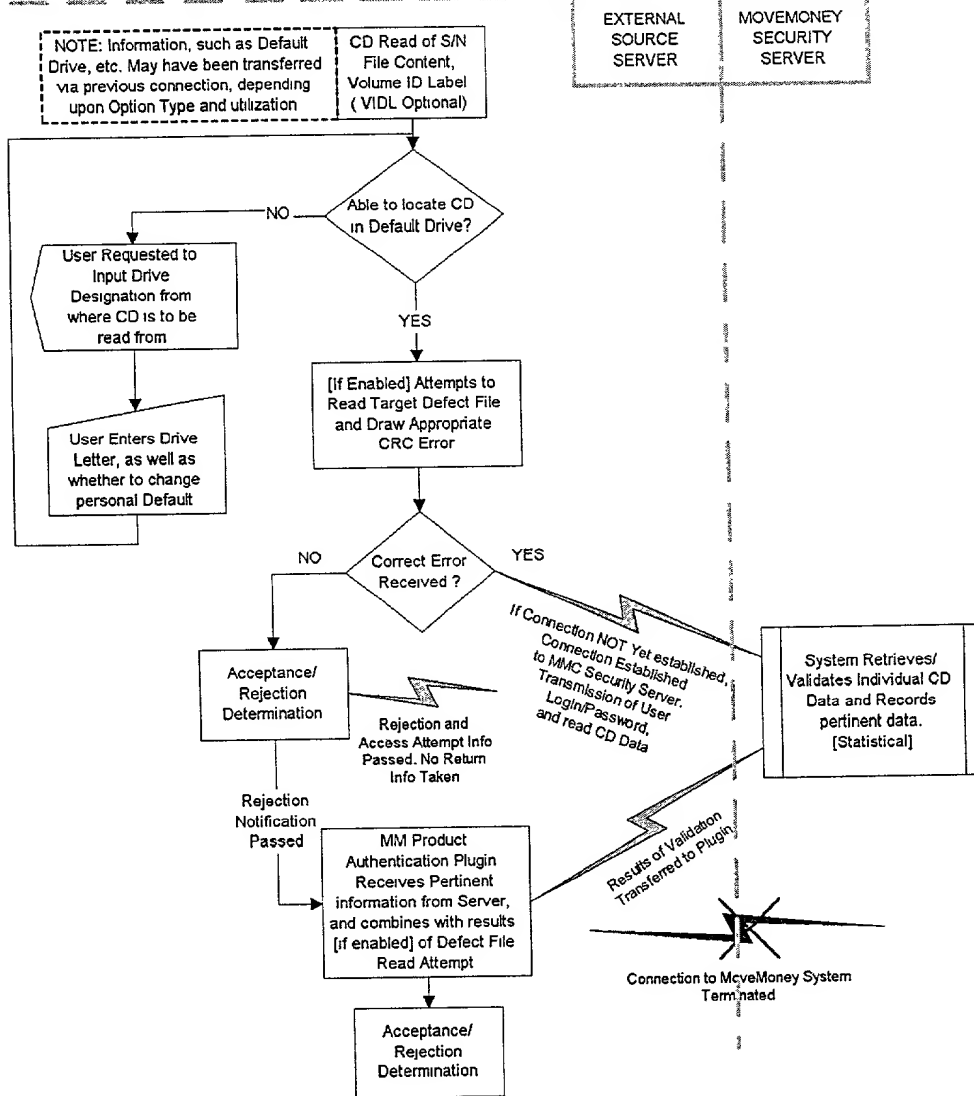 EXTERNAL
SOURCE
SERVER
MOVEMONEY
SECURITY
SERVER
NOTE: Information, such as Default
Drive, etc. May have been transferred
via previous connection, depending
upon Option Type and utilization
CD Read of S/N
File Content,
Volume ID Label
( VIDL Optional)
Able to locate CD
in Default Drive?
NO
User Requested to
Input Drive
Designation from
where CD is to be
read from
YES
User Enters Drive
Letter, as well as
whether to change
personal Default
[If Enabled] Attempts to
Read Target Defect File
and Draw Appropriate
CRC Error
Correct Error
Received ?
NO
YES
If Connection NOT Yet established,
Connection Established
to MMC Security Server.
Transmission of User
Login/Password,
and read CD Data
System Retrieves/
Validates Individual CD
Data and Records
pertinent data.
[Statistical]
Acceptance/
Rejection
Determination
Rejection and
Access Attempt Info
Passed. No Return
Info Taken
Rejection
Notification
Passed
MM Product
Authentication Plugin
Receives Pertinent
information from Server,
and combines with results
[if enabled] of Defect File
Read Attempt
Results of Validation
Transferred to Plugin
Connection to MoveMoney System
Terminated
Acceptance/
Rejection
Determination